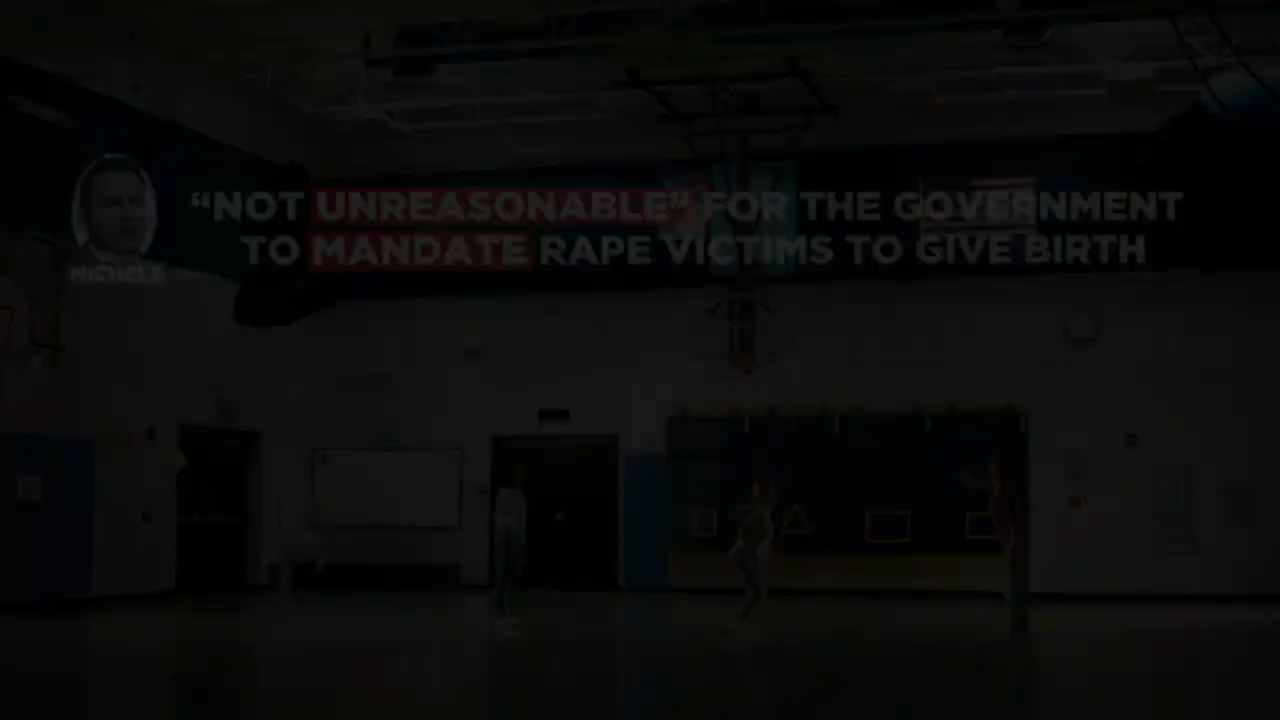 “NOT UNREASONABLE” FOR THE GOVERNMENT
TO MANDATE RAPE VICTIMS TO GIVE BIRTH
MICHELS